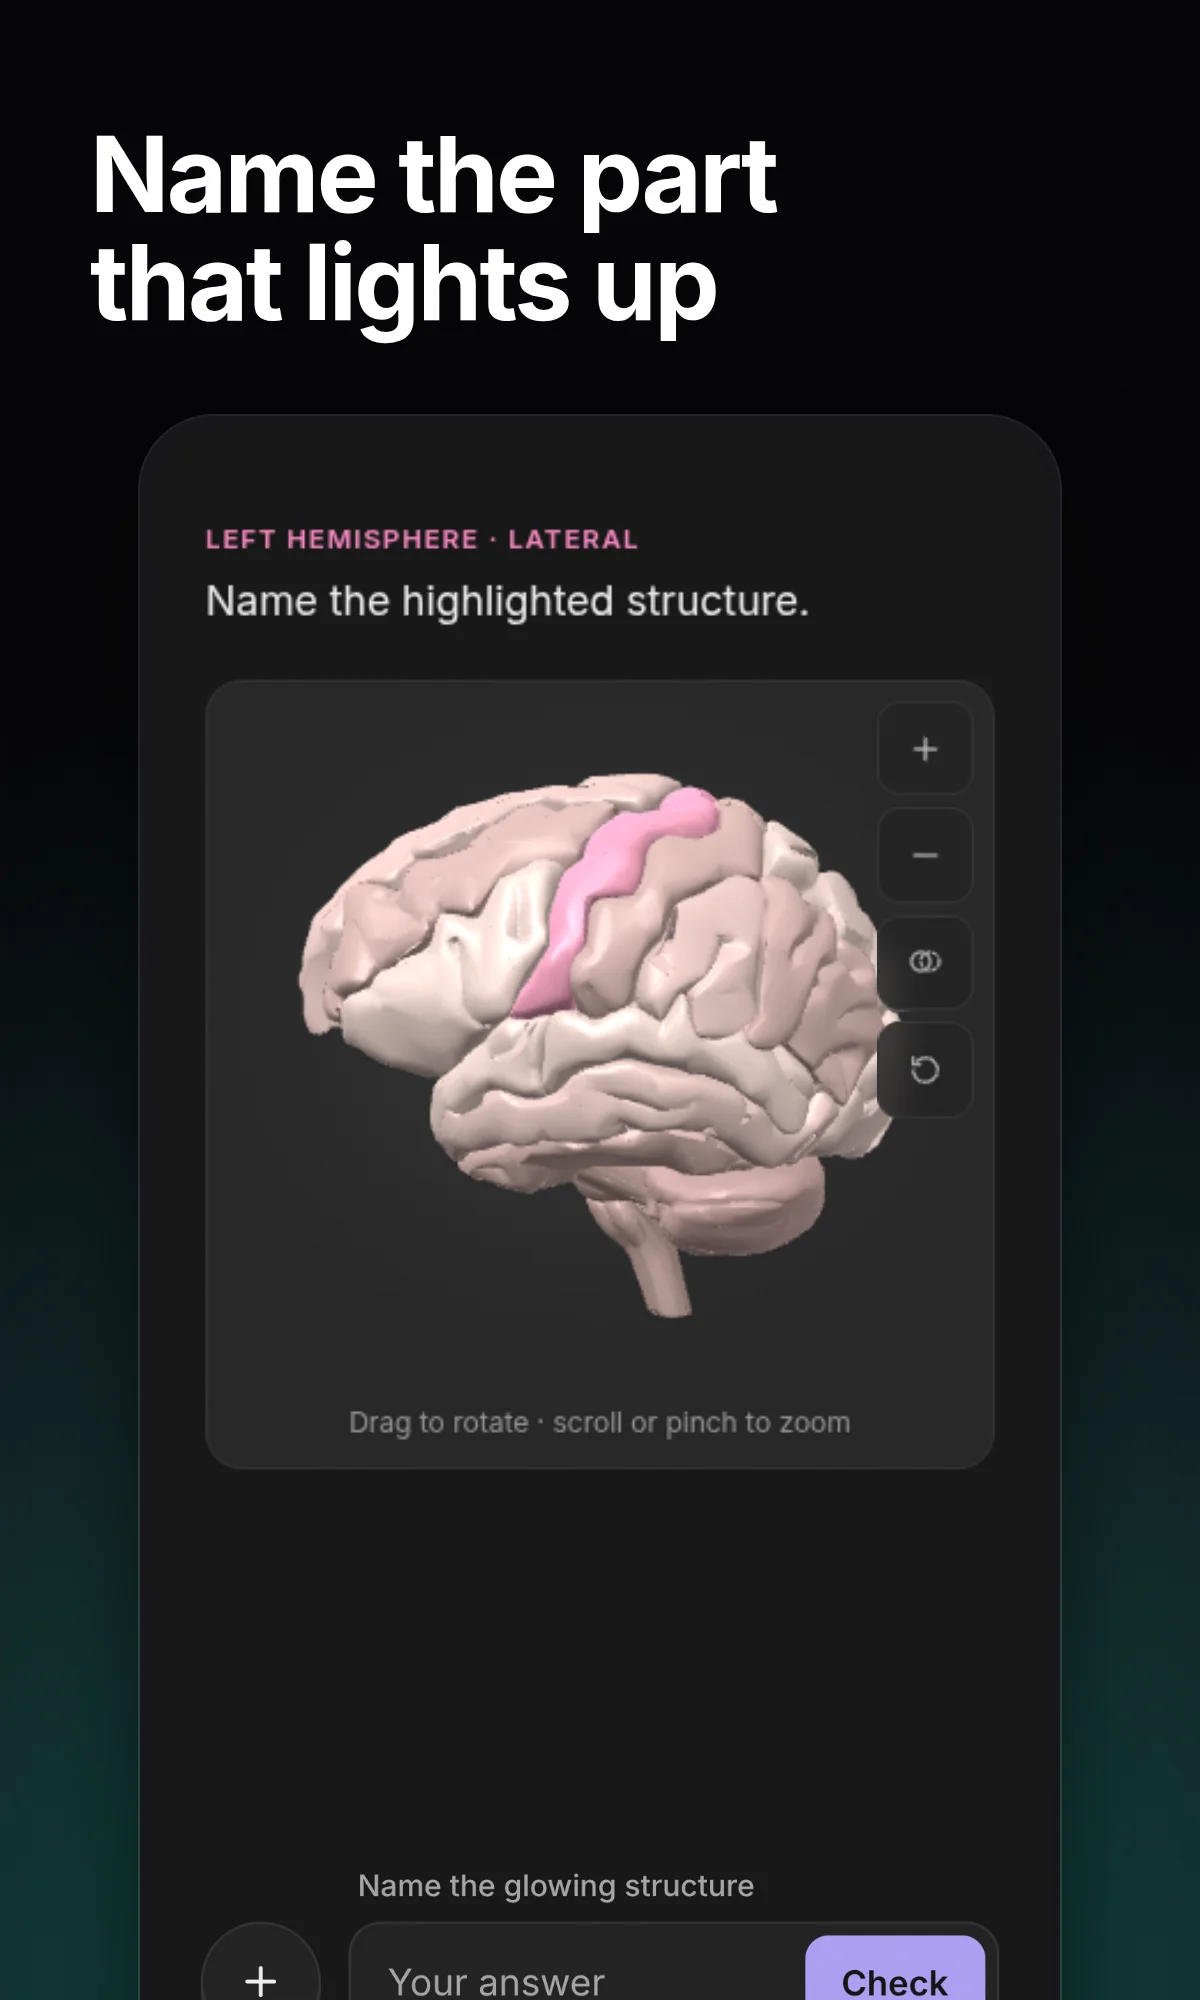 Name the part
that lights up
LEFT HEMISPHERE · LATERAL
Name the highlighted structure.
Drag to rotate · scroll or pinch to zoom
Name the glowing structure
Your answer
Check